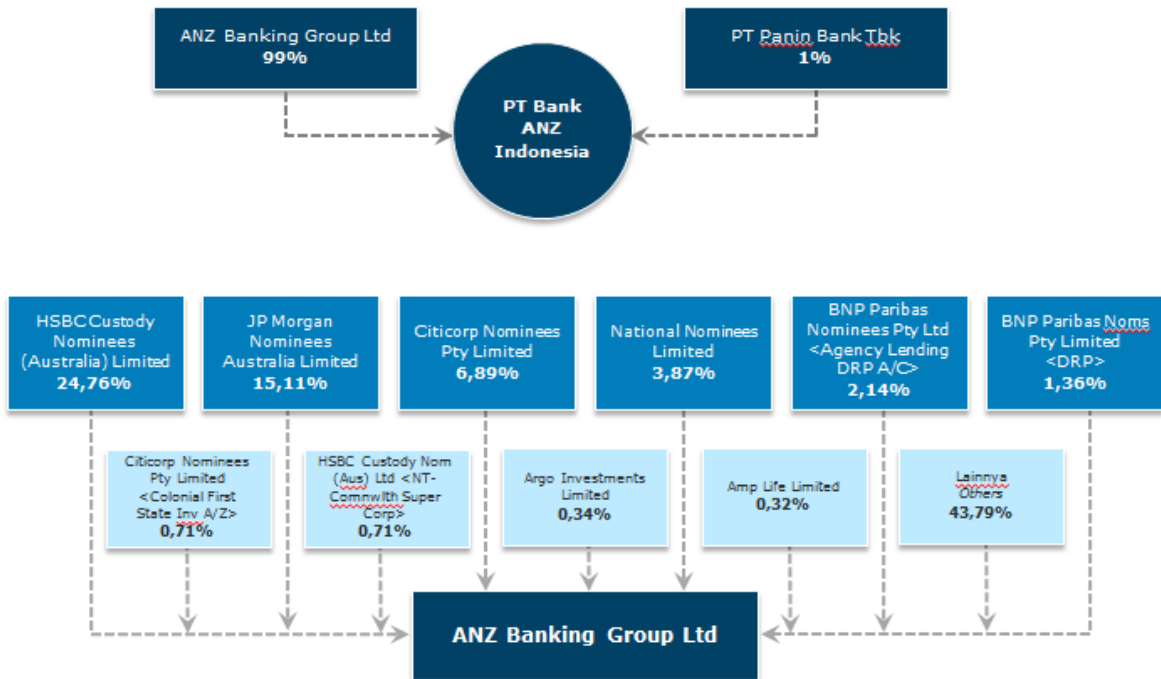 ANZ Banking Group Ltd
99%
PT Panin Bank Tbk
1%
PT Bank
ANZ
Indonesia
HSBC Custody
Nominees
(Australia) Limited
24,76%
JP Morgan
Nominees
Australia Limited
15,11%
Citicorp Nominees
Pty Limited
6,89%
National Nominees
Limited
3,87%
BNP Paribas
Nominees Pty Ltd
<Agency Lending
DRP A/C>
2,14%
BNP Paribas Noms
Pty Limited
<DRP>
1,36%
Citicorp Nominees
Pty Limited
<Colonial First
State Inv A/Z>
0,71%
HSBC Custody Nom
(Aus) Ltd <NT-
Comnwlth Super
Corp>
0,71%
Argo Investments
Limited
0,34%
Amp Life Limited
0,32%
Lainnya
Others
43,79%
ANZ Banking Group Ltd